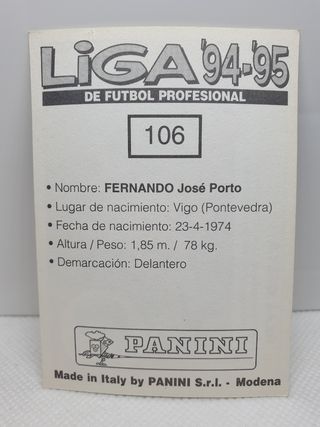 LiGA '94-'95
DE FUTBOL PROFESIONAL
106
• Nombre: FERNANDO José Porto
• Lugar de nacimiento: Vigo (Pontevedra)
• Fecha de nacimiento: 23-4-1974
• Altura / Peso: 1,85 m. / 78 kg.
• Demarcación: Delantero
PANINI
Made in Italy by PANINI S.r.l. - Modena